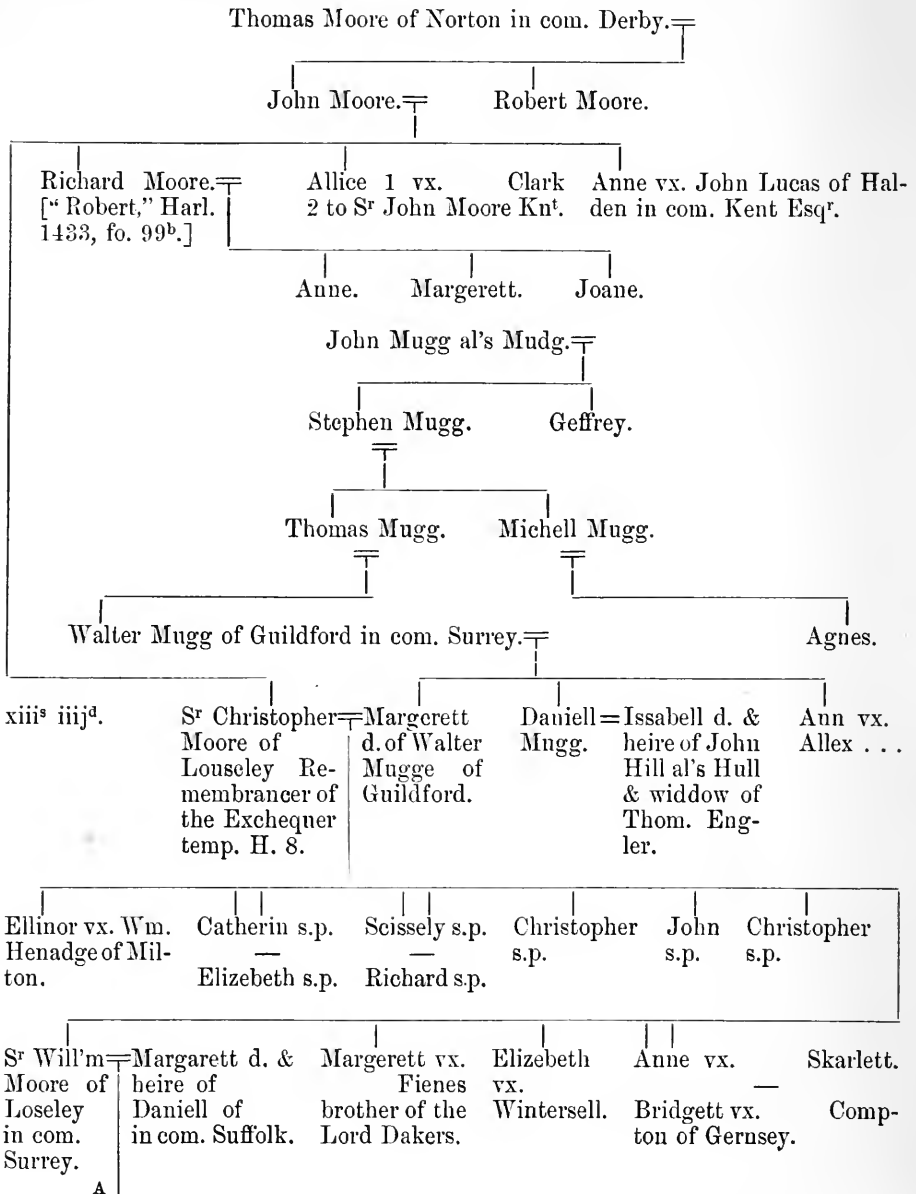 Thomas Moore of Norton in com. Derby.
John Moore. Robert Moore.
Richard Moore. Allice 1 vx. Clark Anne vx. John Lucas of Hal-
["Robert," Harl. 2 to Sʳ John Moore Knᵗ. den in com. Kent Esqʳ.
1433, fo. 99ᵇ.]
Anne. Margerett. Joane.
John Mugg al's Mudg.
Stephen Mugg. Geffrey.
Thomas Mugg. Michell Mugg.
Walter Mugg of Guildford in com. Surrey. Agnes.
xiiiˢ iiijᵈ. Sʳ Christopher Margerett Daniell = Issabell d. & Ann vx.
Moore of d. of Walter Mugg. heire of John Allex . . .
Louseley Re- Mugge of Hill al's Hull
membrancer of Guildford. & widdow of
the Exchequer Thom. Eng-
temp. H. 8. ler.
Ellinor vx. Wm. Catherin s.p. Scissely s.p. Christopher John Christopher
Henadge of Mil- — — s.p. s.p. s.p.
ton. Elizebeth s.p. Richard s.p.
Sʳ Will'm Margarett d. & Margerett vx. Elizebeth Anne vx. Skarlett.
Moore of heire of Fienes vx. —
Loseley Daniell of brother of the Wintersell. Bridgett vx. Comp-
in com. in com. Suffolk. Lord Dakers. ton of Gernsey.
Surrey.
A